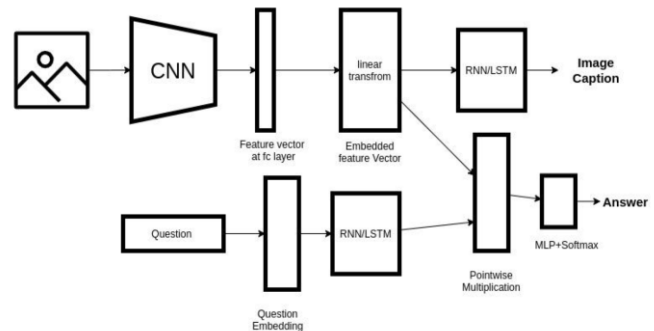 CNN
linear
transfrom
RNN/LSTM
Image
Caption
Feature vector
at fc layer
Embedded
feature Vector
Question
RNN/LSTM
Answer
MLP+Softmax
Pointwise
Multiplication
Question
Embedding